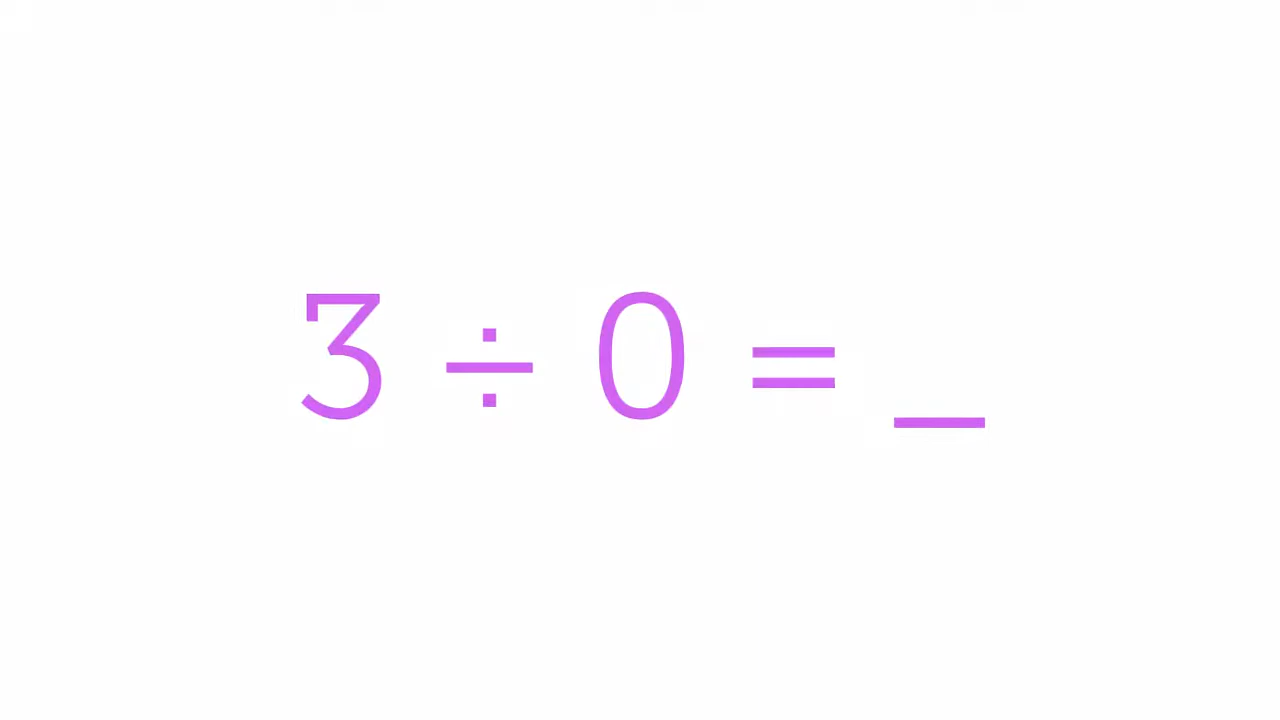 3 ÷ 0 = _